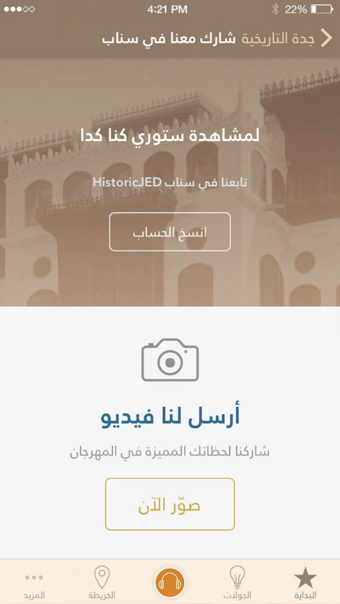 4:21 PM
22%
جدة التاريخية شارك معنا في سناب
لمشاهدة ستوري كنا كدا
تابعنا في سناب HistoricJED
انسخ الحساب
أرسل لنا فيديو
شاركنا لحظاتك المميزة في المهرجان
صوّر الآن
البداية
الجولات
الخريطة
المزيد